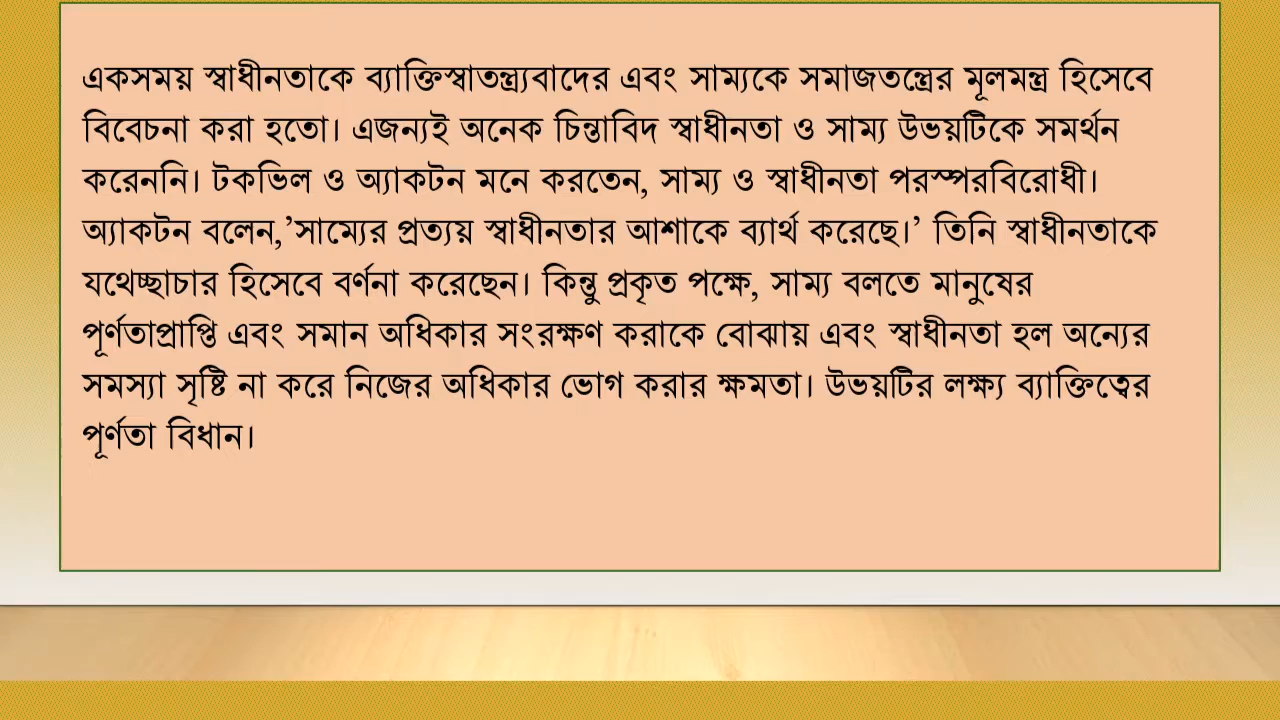 একসময় স্বাধীনতাকে ব্যাক্তিস্বাতন্ত্র্যবাদের এবং সাম্যকে সমাজতন্ত্রের মূলমন্ত্র হিসেবে
বিবেচনা করা হতো। এজন্যই অনেক চিন্তাবিদ স্বাধীনতা ও সাম্য উভয়টিকে সমর্থন
করেননি। টকভিল ও অ্যাকটন মনে করতেন, সাম্য ও স্বাধীনতা পরস্পরবিরোধী।
অ্যাকটন বলেন,’সাম্যের প্রত্যয় স্বাধীনতার আশাকে ব্যার্থ করেছে।’ তিনি স্বাধীনতাকে
যথেচ্ছাচার হিসেবে বর্ণনা করেছেন। কিন্তু প্রকৃত পক্ষে, সাম্য বলতে মানুষের
পূর্ণতাপ্রাপ্তি এবং সমান অধিকার সংরক্ষণ করাকে বোঝায় এবং স্বাধীনতা হল অন্যের
সমস্যা সৃষ্টি না করে নিজের অধিকার ভোগ করার ক্ষমতা। উভয়টির লক্ষ্য ব্যাক্তিত্বের
পূর্ণতা বিধান।